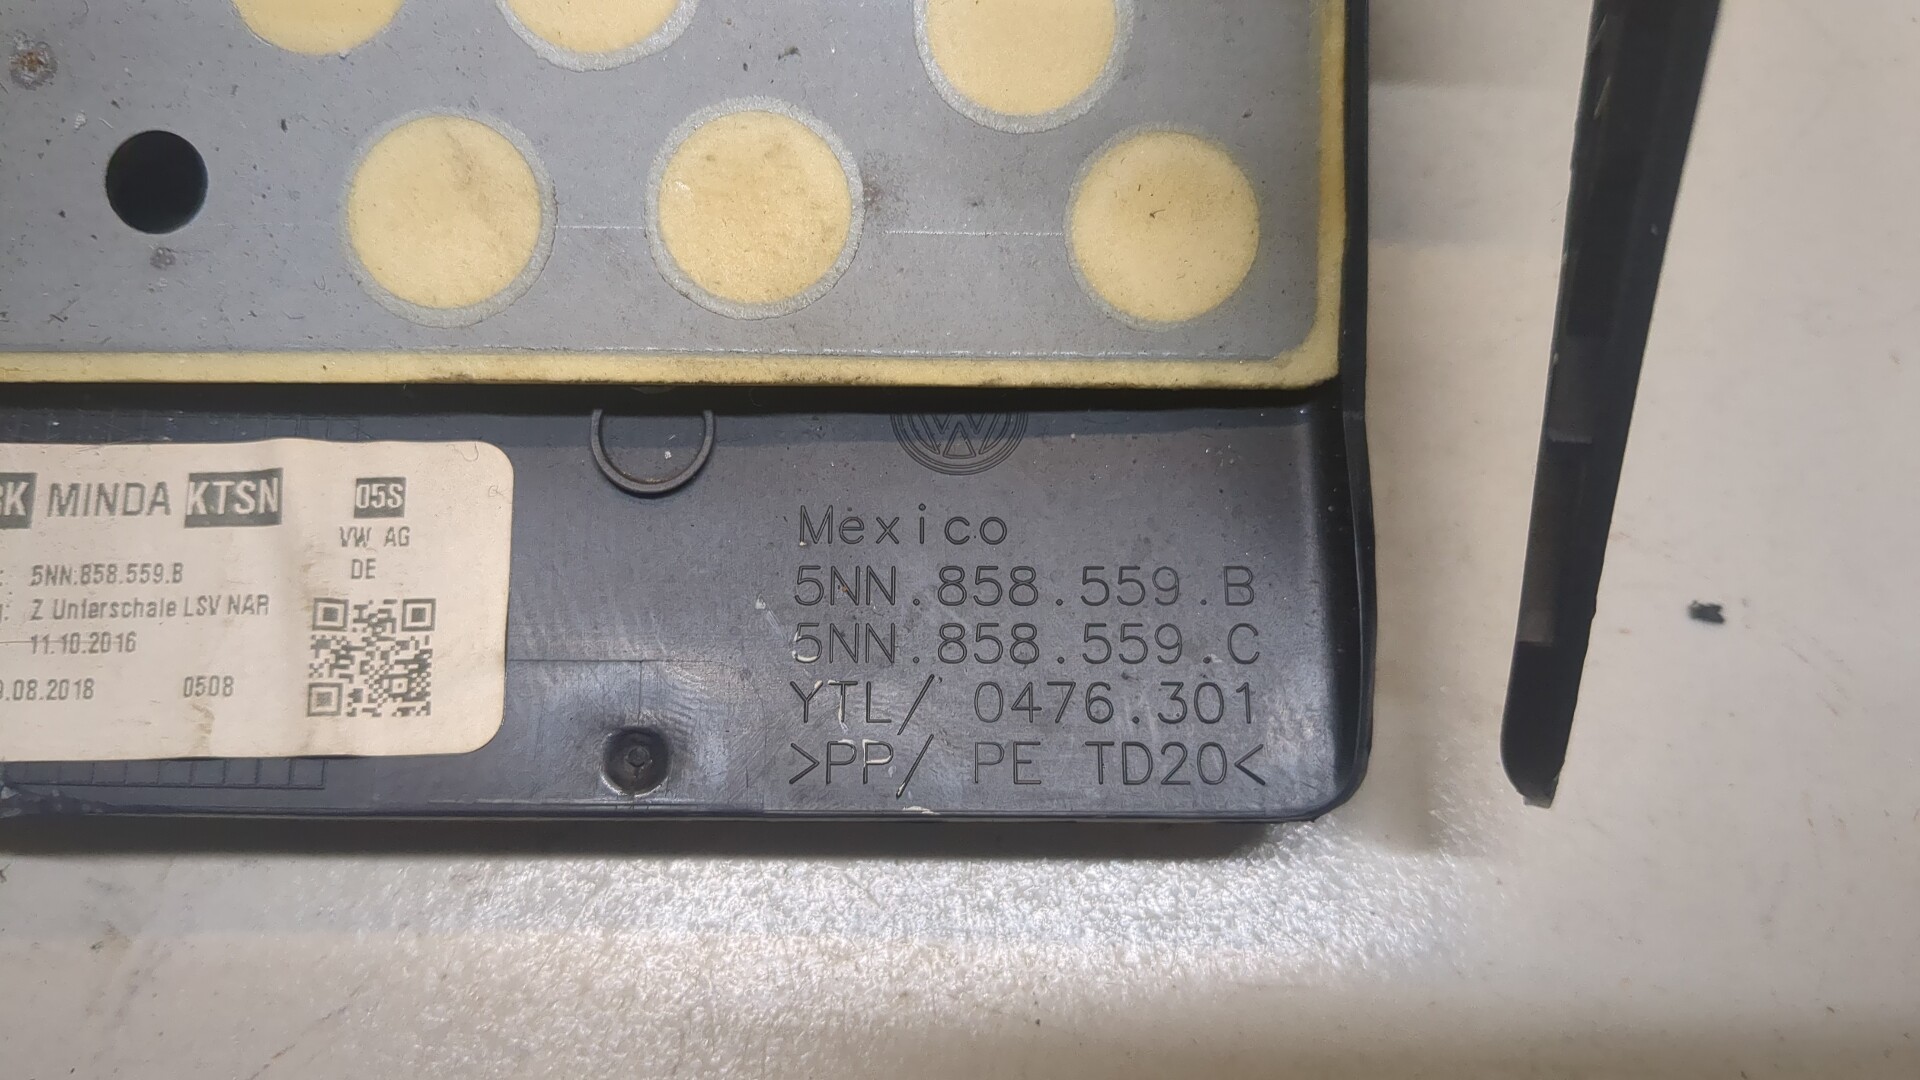 MINDA KTSN 05S
VW AG
DE
5NN.858.559.B
Z Unterschale LSV NAR
11.10.2016
.08.2018 0508
Mexico
5NN.858.559.B
5NN.858.559.C
YTL/ 0476.301
>PP/ PE TD20<